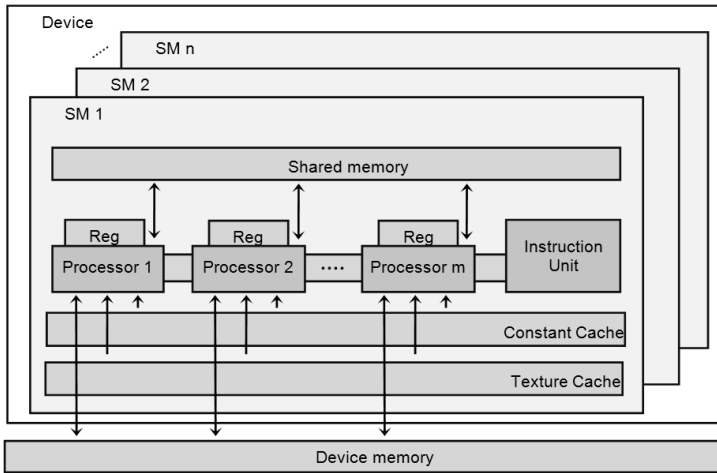 Device
SM n
.....
SM 2
SM 1
Shared memory
Reg
Reg
Reg
Processor 1
Processor 2
....
Processor m
Instruction
Unit
Constant Cache
Texture Cache
Device memory